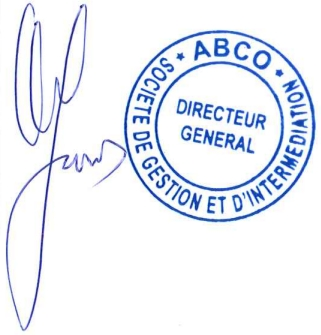 * ABCO *
SOCIETE DE GESTION ET D'INTERMEDIATION
DIRECTEUR
GENERAL